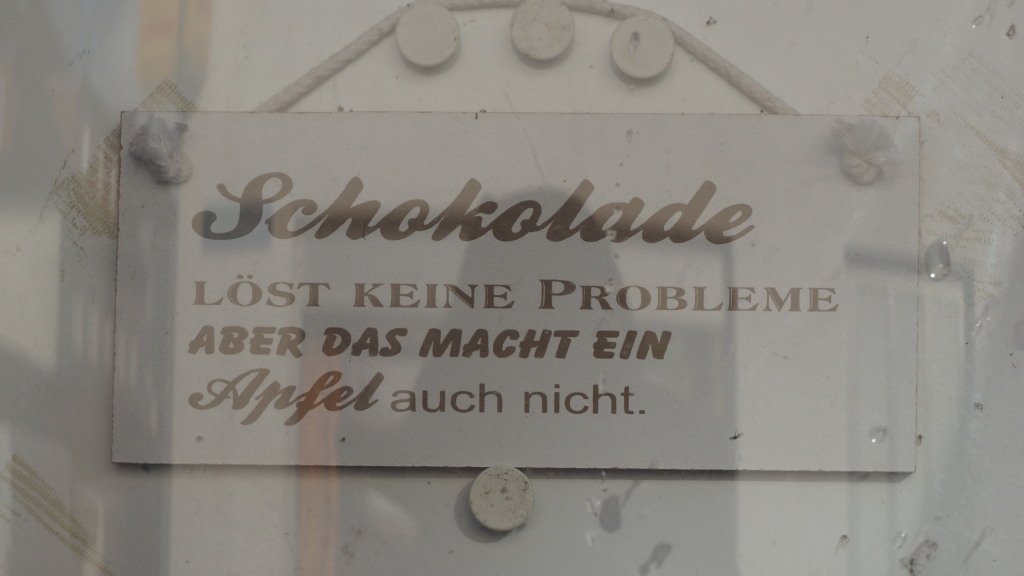 Schokolade
LÖST KEINE PROBLEME
ABER DAS MACHT EIN
Apfel auch nicht.